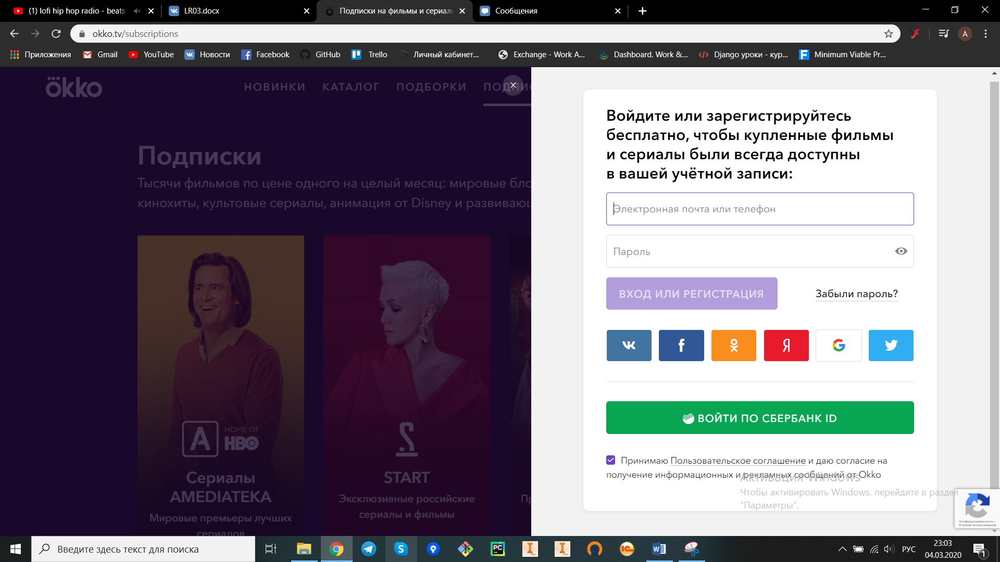 (1) lofi hip hop radio - beats
LR03.docx
Подписки на фильмы и сериаль
Сообщения
okko.tv/subscriptions
A
Приложения
Gmail
YouTube
Новости
Facebook
GitHub
Trello
Личный кабинет...
Exchange - Work A...
Dashboard. Work &...
Django уроки - кур...
Minimum Viable Pr...
okko
НОВИНКИ
КАТАЛОГ
ПОДБОРКИ
Подписки
Тысячи фильмов по цене одного на целый месяц: мировые бло
кинохиты, культовые сериалы, анимация от Disney и развивающ
A HOME OF
HBO
Сериалы
AMEDIATEKA
Мировые премьеры лучших
сериалов
START
Эксклюзивные российские
сериалы и фильмы
Войдите или зарегистрируйтесь
бесплатно, чтобы купленные фильмы
и сериалы были всегда доступны
в вашей учётной записи:
Электронная почта или телефон
Пароль
ВХОД ИЛИ РЕГИСТРАЦИЯ
Забыли пароль?
ВОЙТИ ПО СБЕРБАНК ID
Принимаю Пользовательское соглашение и даю согласие на
получение информационных и рекламных сообщений от Okko
Активация Windows
Чтобы активировать Windows, перейдите в раздел
"Параметры".
Конфиденциальность -
Условия использования
Введите здесь текст для поиска
РУС
23:03
04.03.2020
1